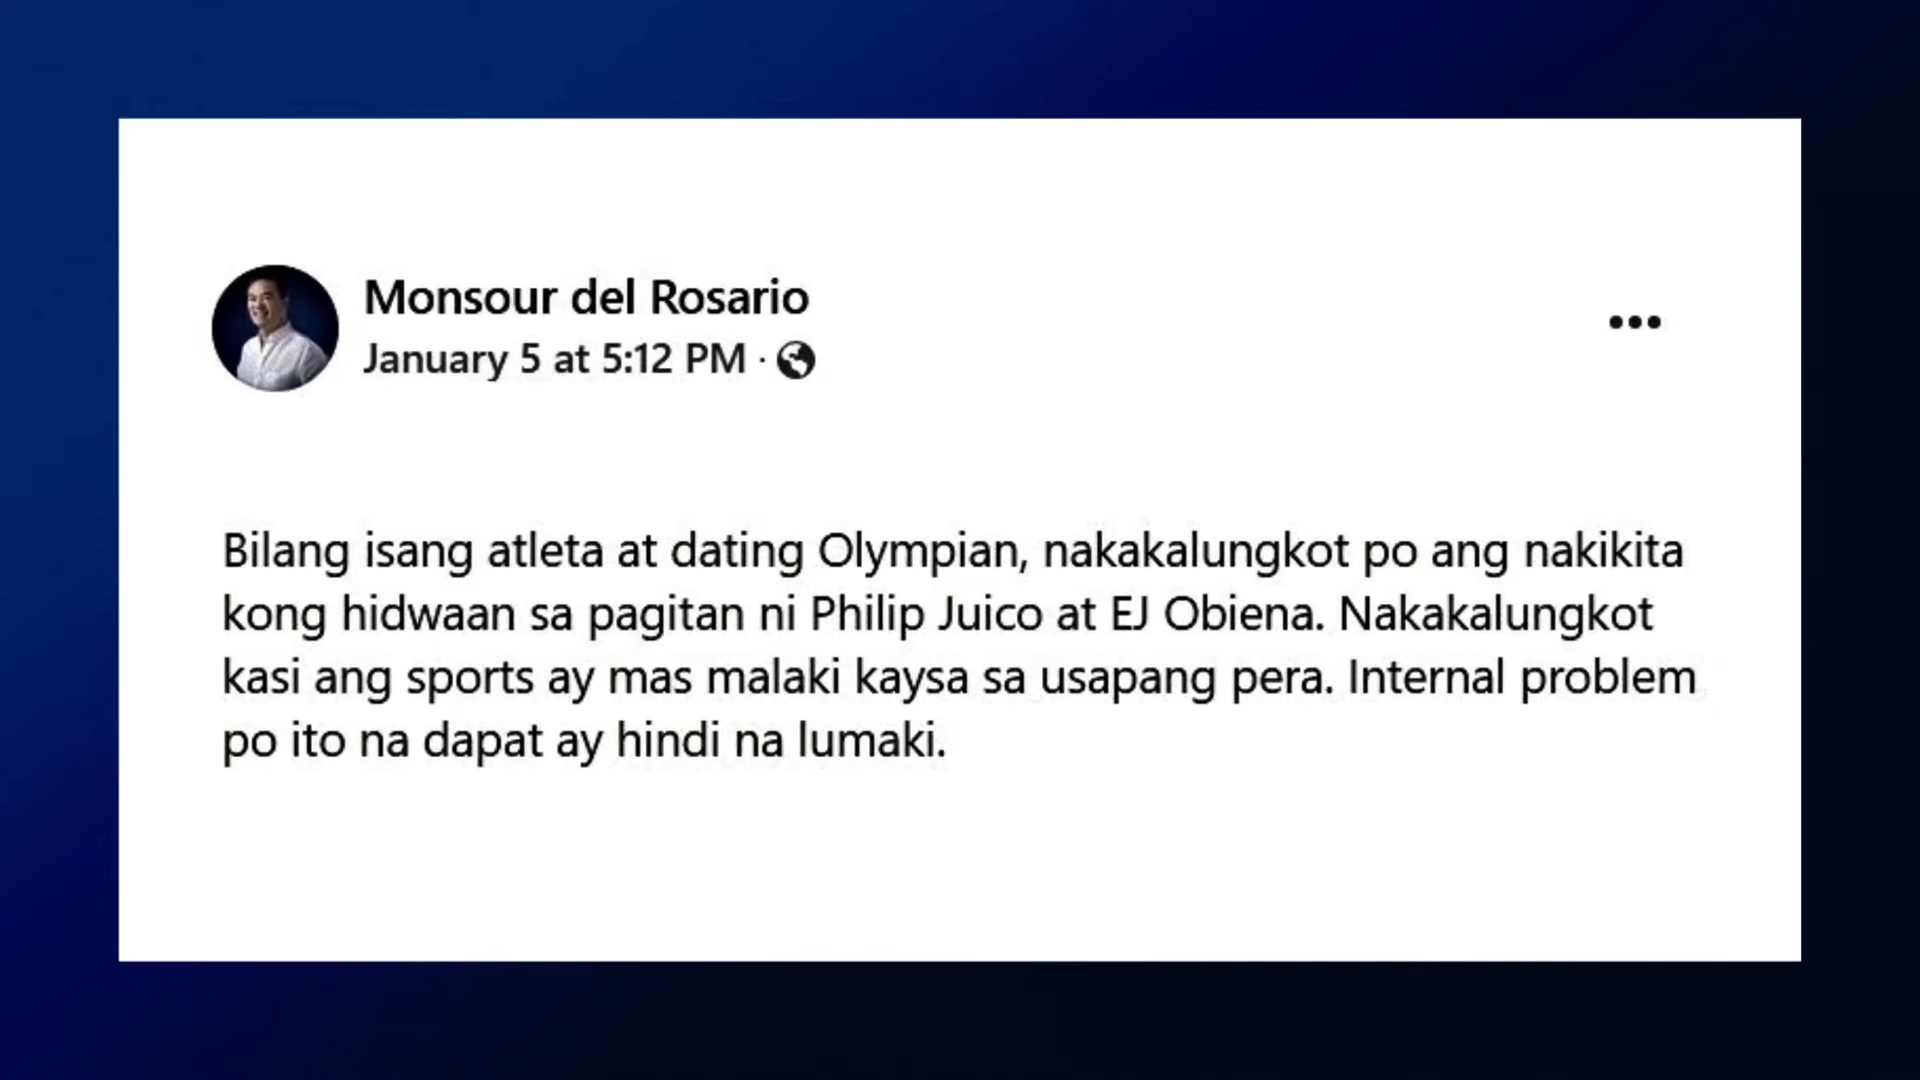 Monsour del Rosario
January 5 at 5:12 PM ·
Bilang isang atleta at dating Olympian, nakakalungkot po ang nakikita
kong hidwaan sa pagitan ni Philip Juico at EJ Obiena. Nakakalungkot
kasi ang sports ay mas malaki kaysa sa usapang pera. Internal problem
po ito na dapat ay hindi na lumaki.